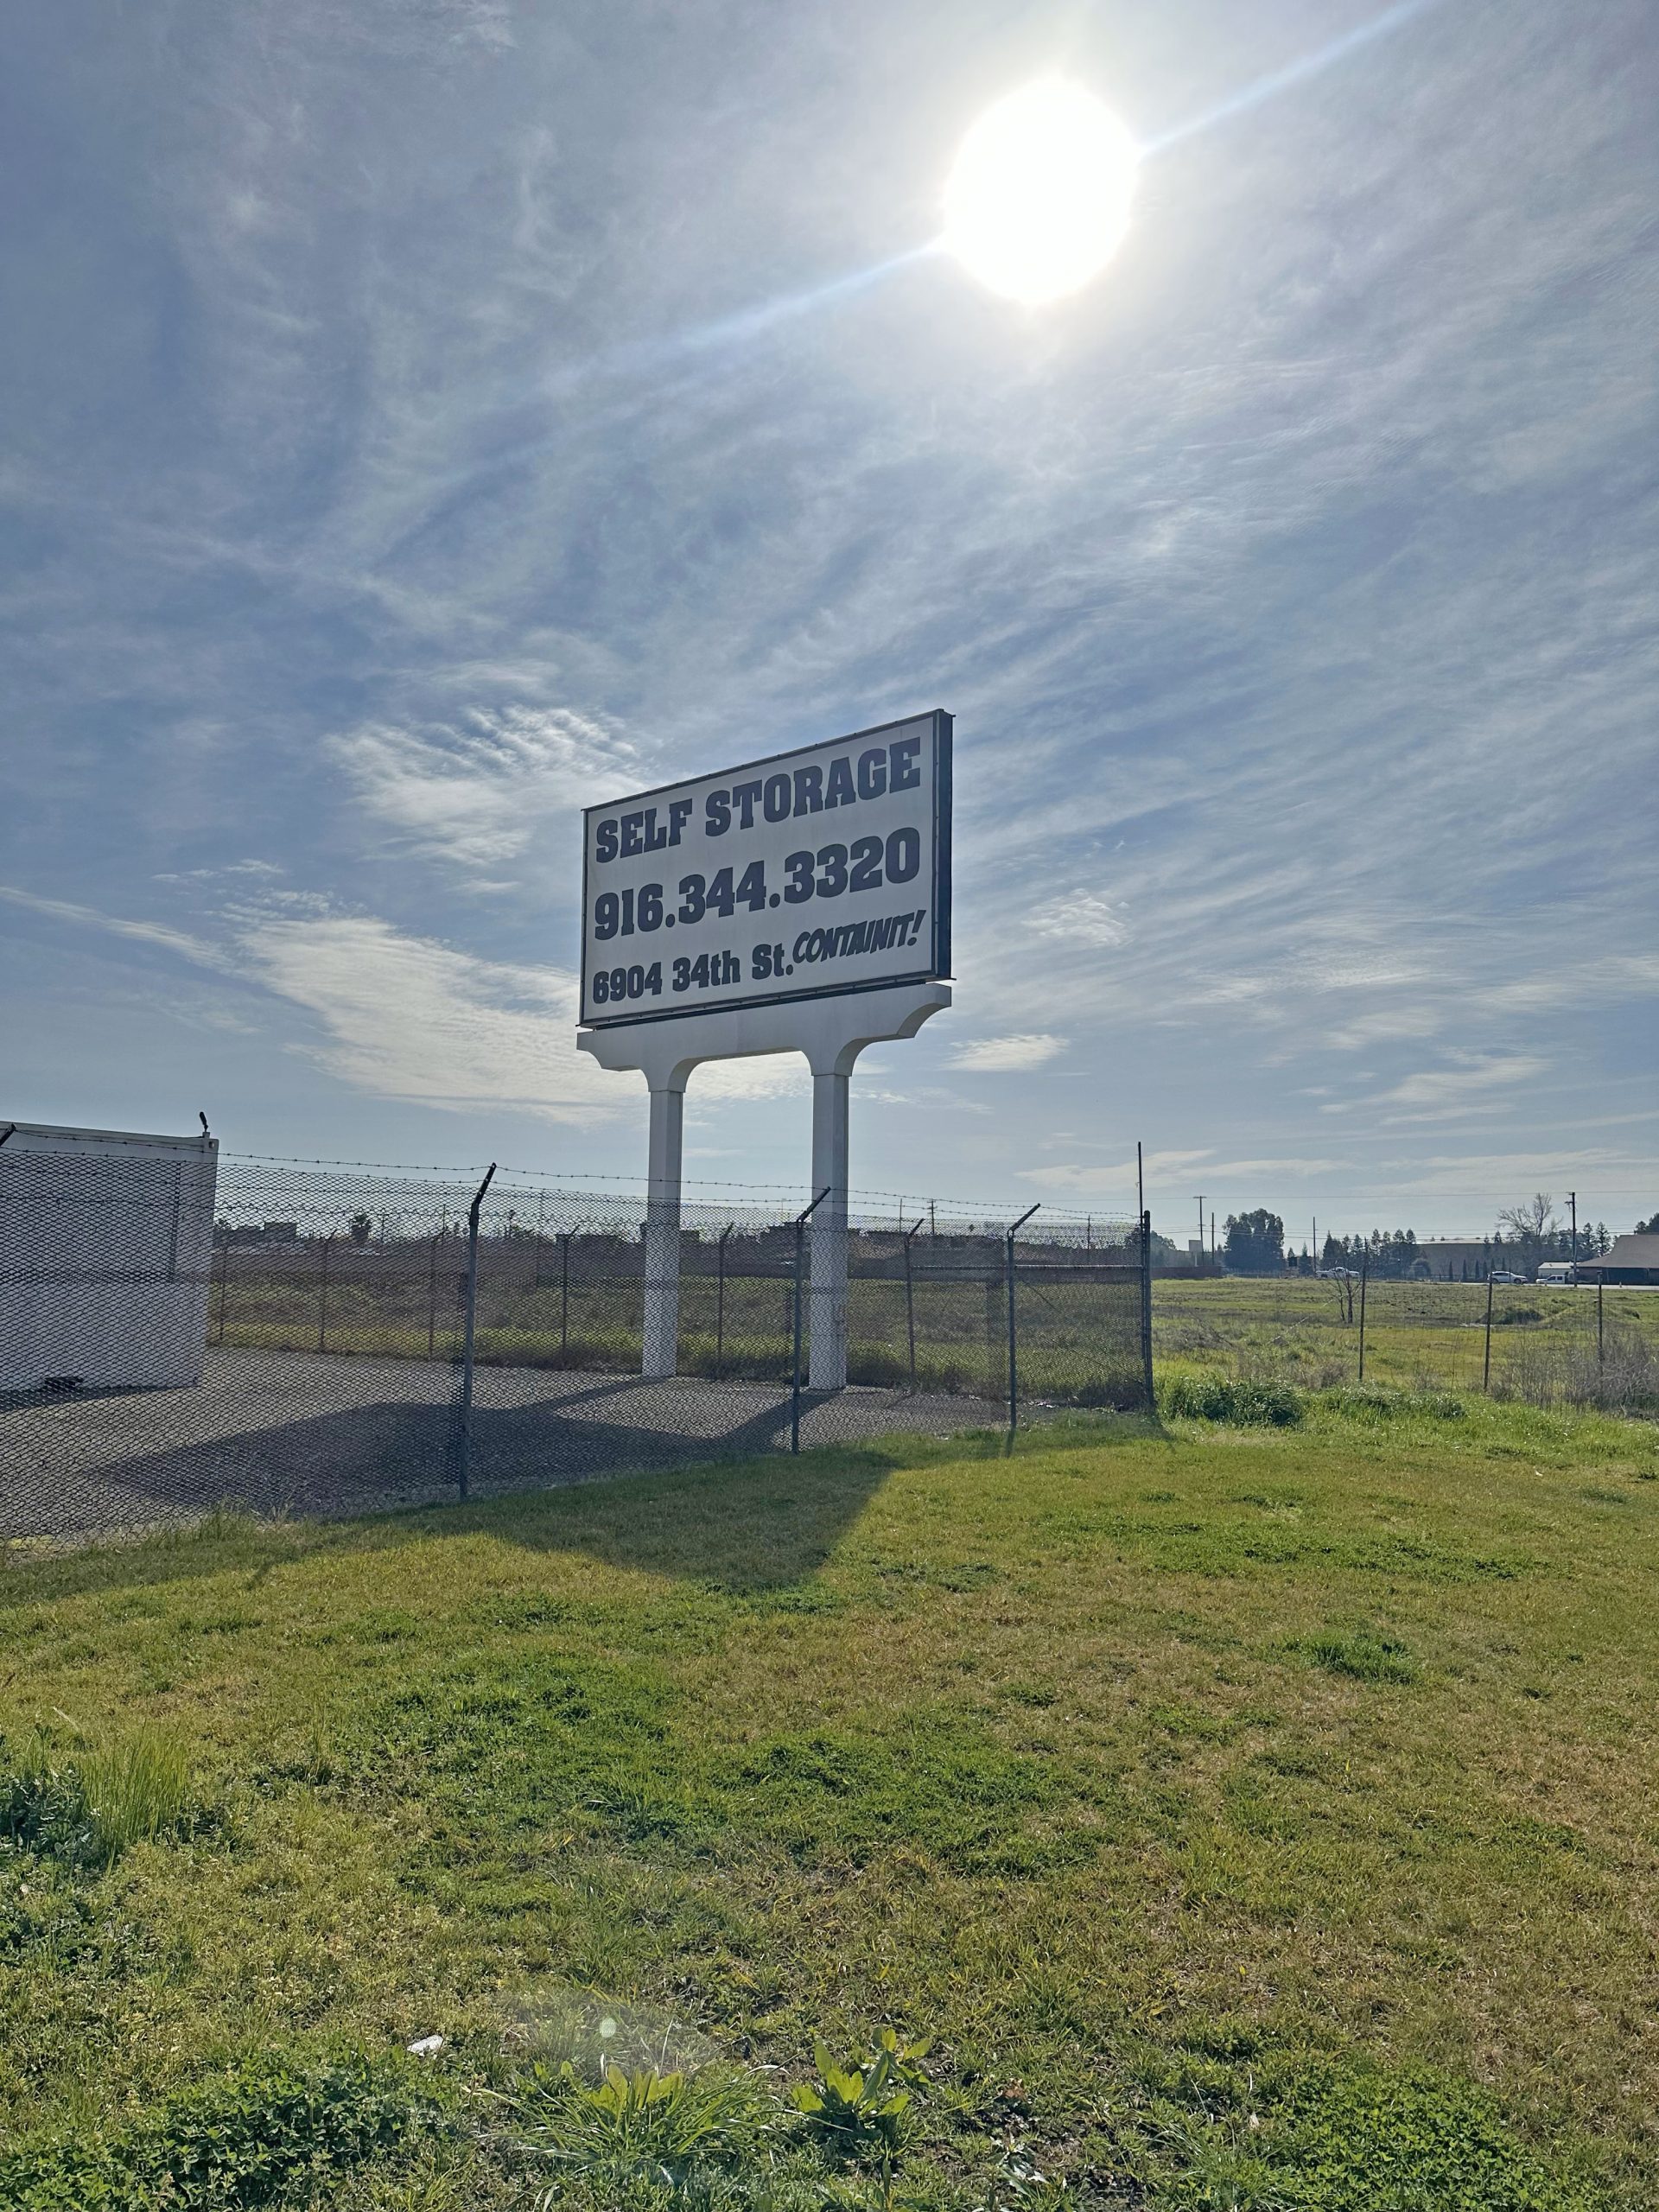 SELF STORAGE
916.344.3320
6904 34th St. CONTAINIT!